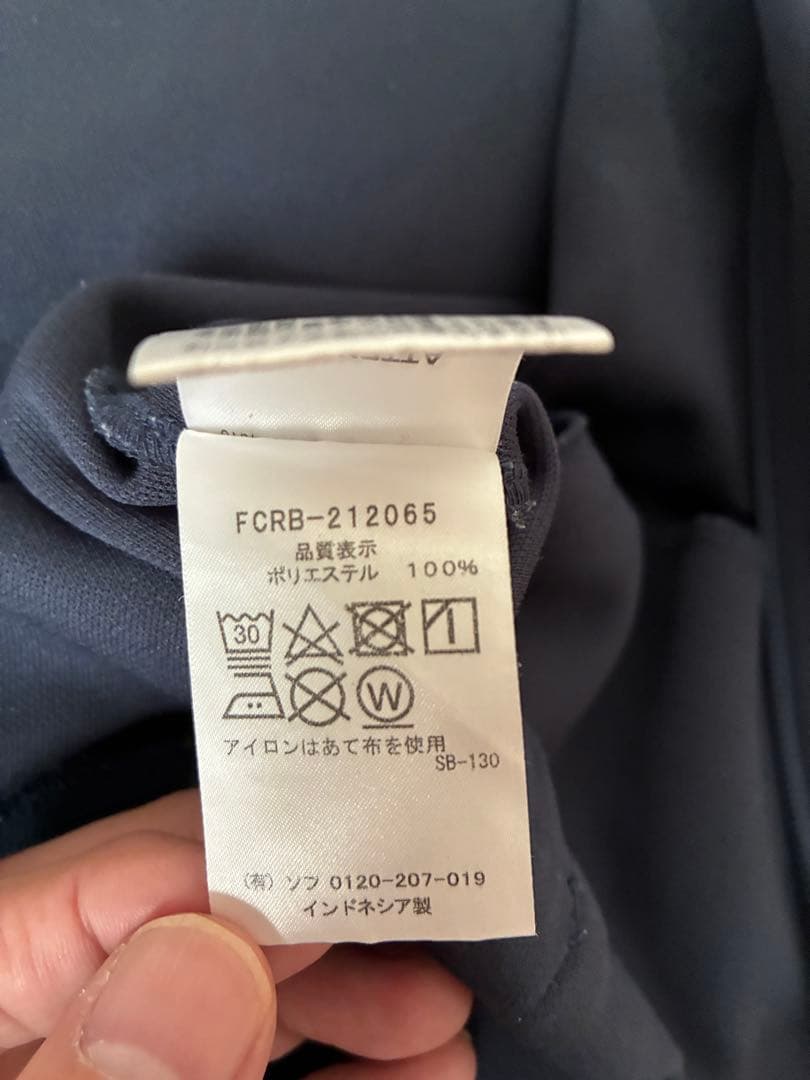 FCRB-212065
品質表示
ポリエステル 100%
30
W
アイロンはあて布を使用
SB-130
(有) ソフ 0120-207-019
インドネシア製